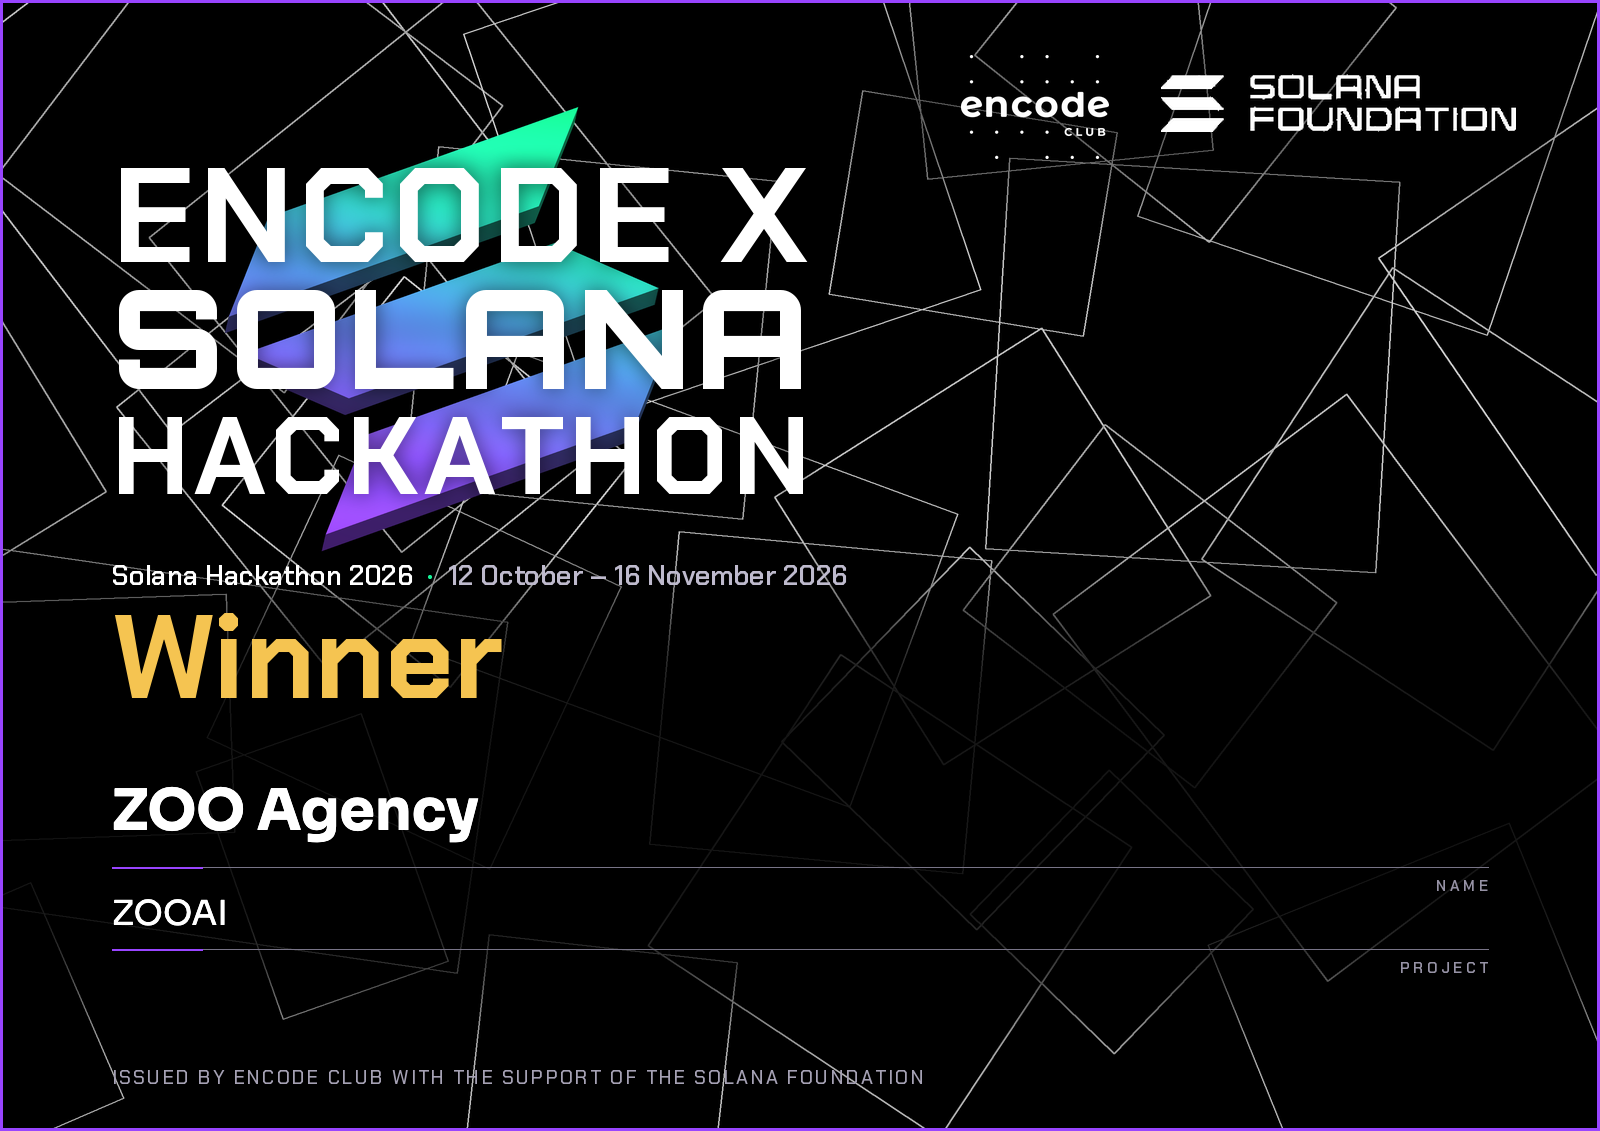 encode
CLUB
SOLANA
FOUNDATION
ENCODE X
SOLANA
HACKATHON
Solana Hackathon 2026 · 12 October – 16 November 2026
Winner
ZOO Agency
NAME
ZOOAI
PROJECT
ISSUED BY ENCODE CLUB WITH THE SUPPORT OF THE SOLANA FOUNDATION